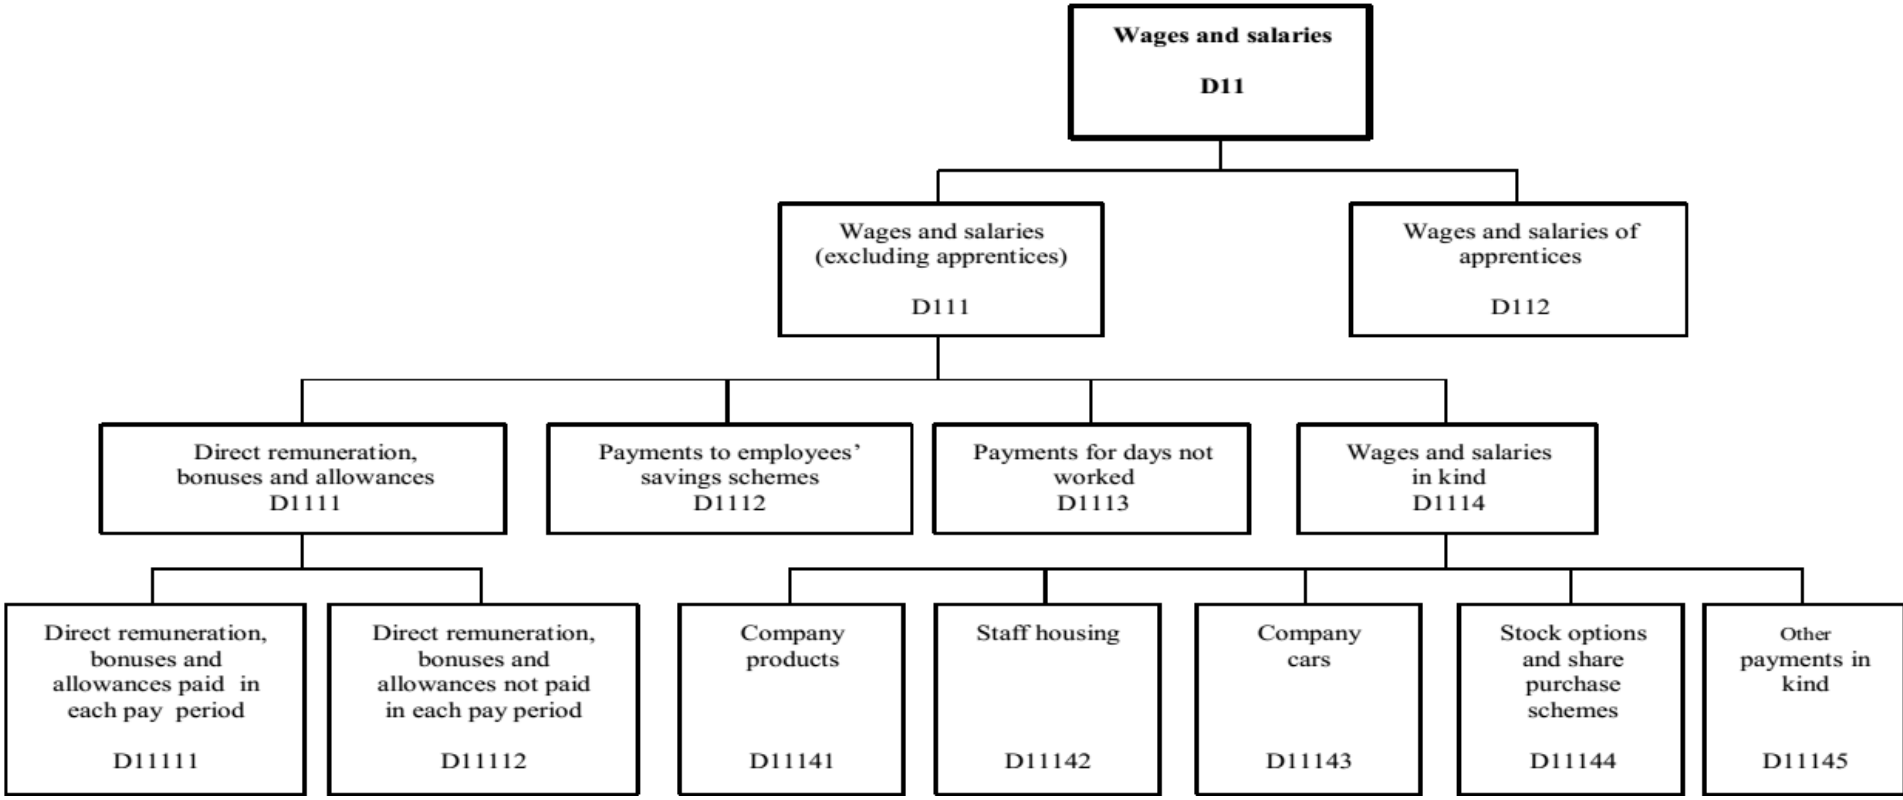 Wages and salaries
D11
Wages and salaries
(excluding apprentices)
D111
Wages and salaries of
apprentices
D112
Direct remuneration,
bonuses and allowances
D1111
Payments to employees’
savings schemes
D1112
Payments for days not
worked
D1113
Wages and salaries
in kind
D1114
Direct remuneration,
bonuses and
allowances paid in
each pay period
D11111
Direct remuneration,
bonuses and
allowances not paid
in each pay period
D11112
Company
products
D11141
Staff housing
D11142
Company
cars
D11143
Stock options
and share
purchase
schemes
D11144
Other
payments in
kind
D11145